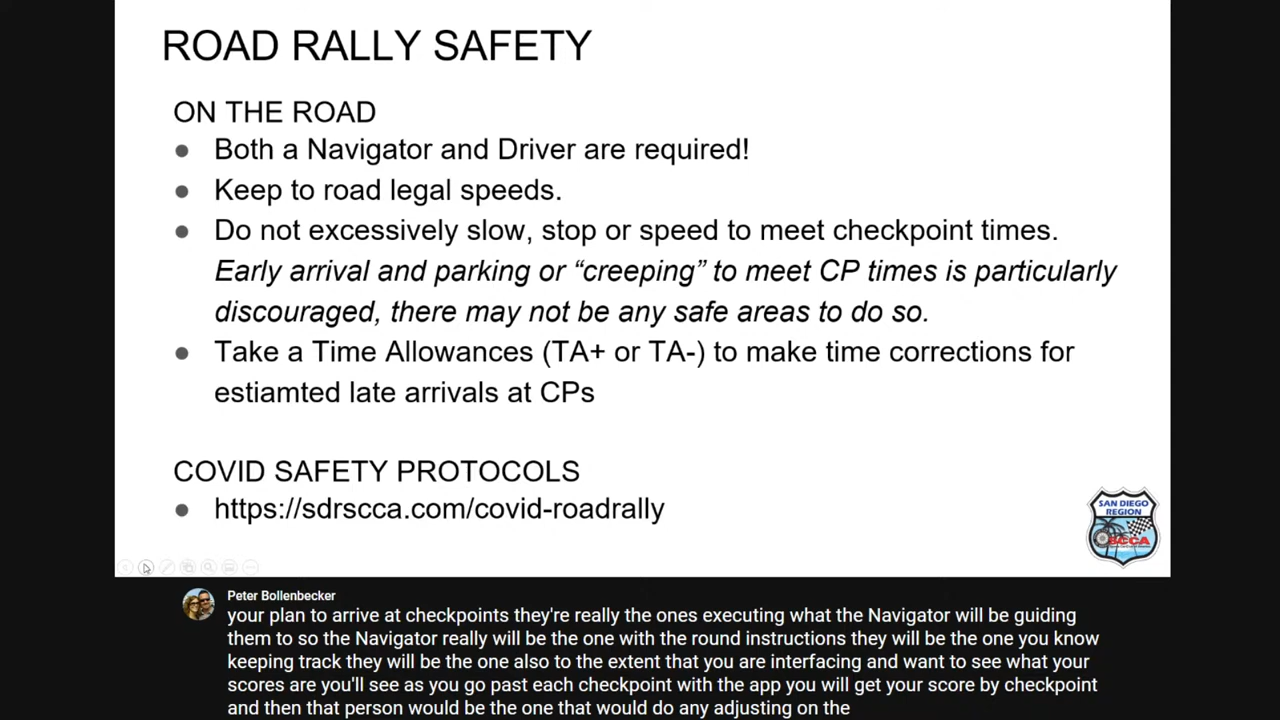 ROAD RALLY SAFETY
ON THE ROAD
● Both a Navigator and Driver are required!
● Keep to road legal speeds.
● Do not excessively slow, stop or speed to meet checkpoint times.
Early arrival and parking or “creeping” to meet CP times is particularly
discouraged, there may not be any safe areas to do so.
● Take a Time Allowances (TA+ or TA-) to make time corrections for
estiamted late arrivals at CPs
COVID SAFETY PROTOCOLS
● https://sdrscca.com/covid-roadrally
SAN DIEGO
REGION
SCCA
Peter Bollenbecker
your plan to arrive at checkpoints they're really the ones executing what the Navigator will be guiding
them to so the Navigator really will be the one with the round instructions they will be the one you know
keeping track they will be the one also to the extent that you are interfacing and want to see what your
scores are you'll see as you go past each checkpoint with the app you will get your score by checkpoint
and then that person would be the one that would do any adjusting on the